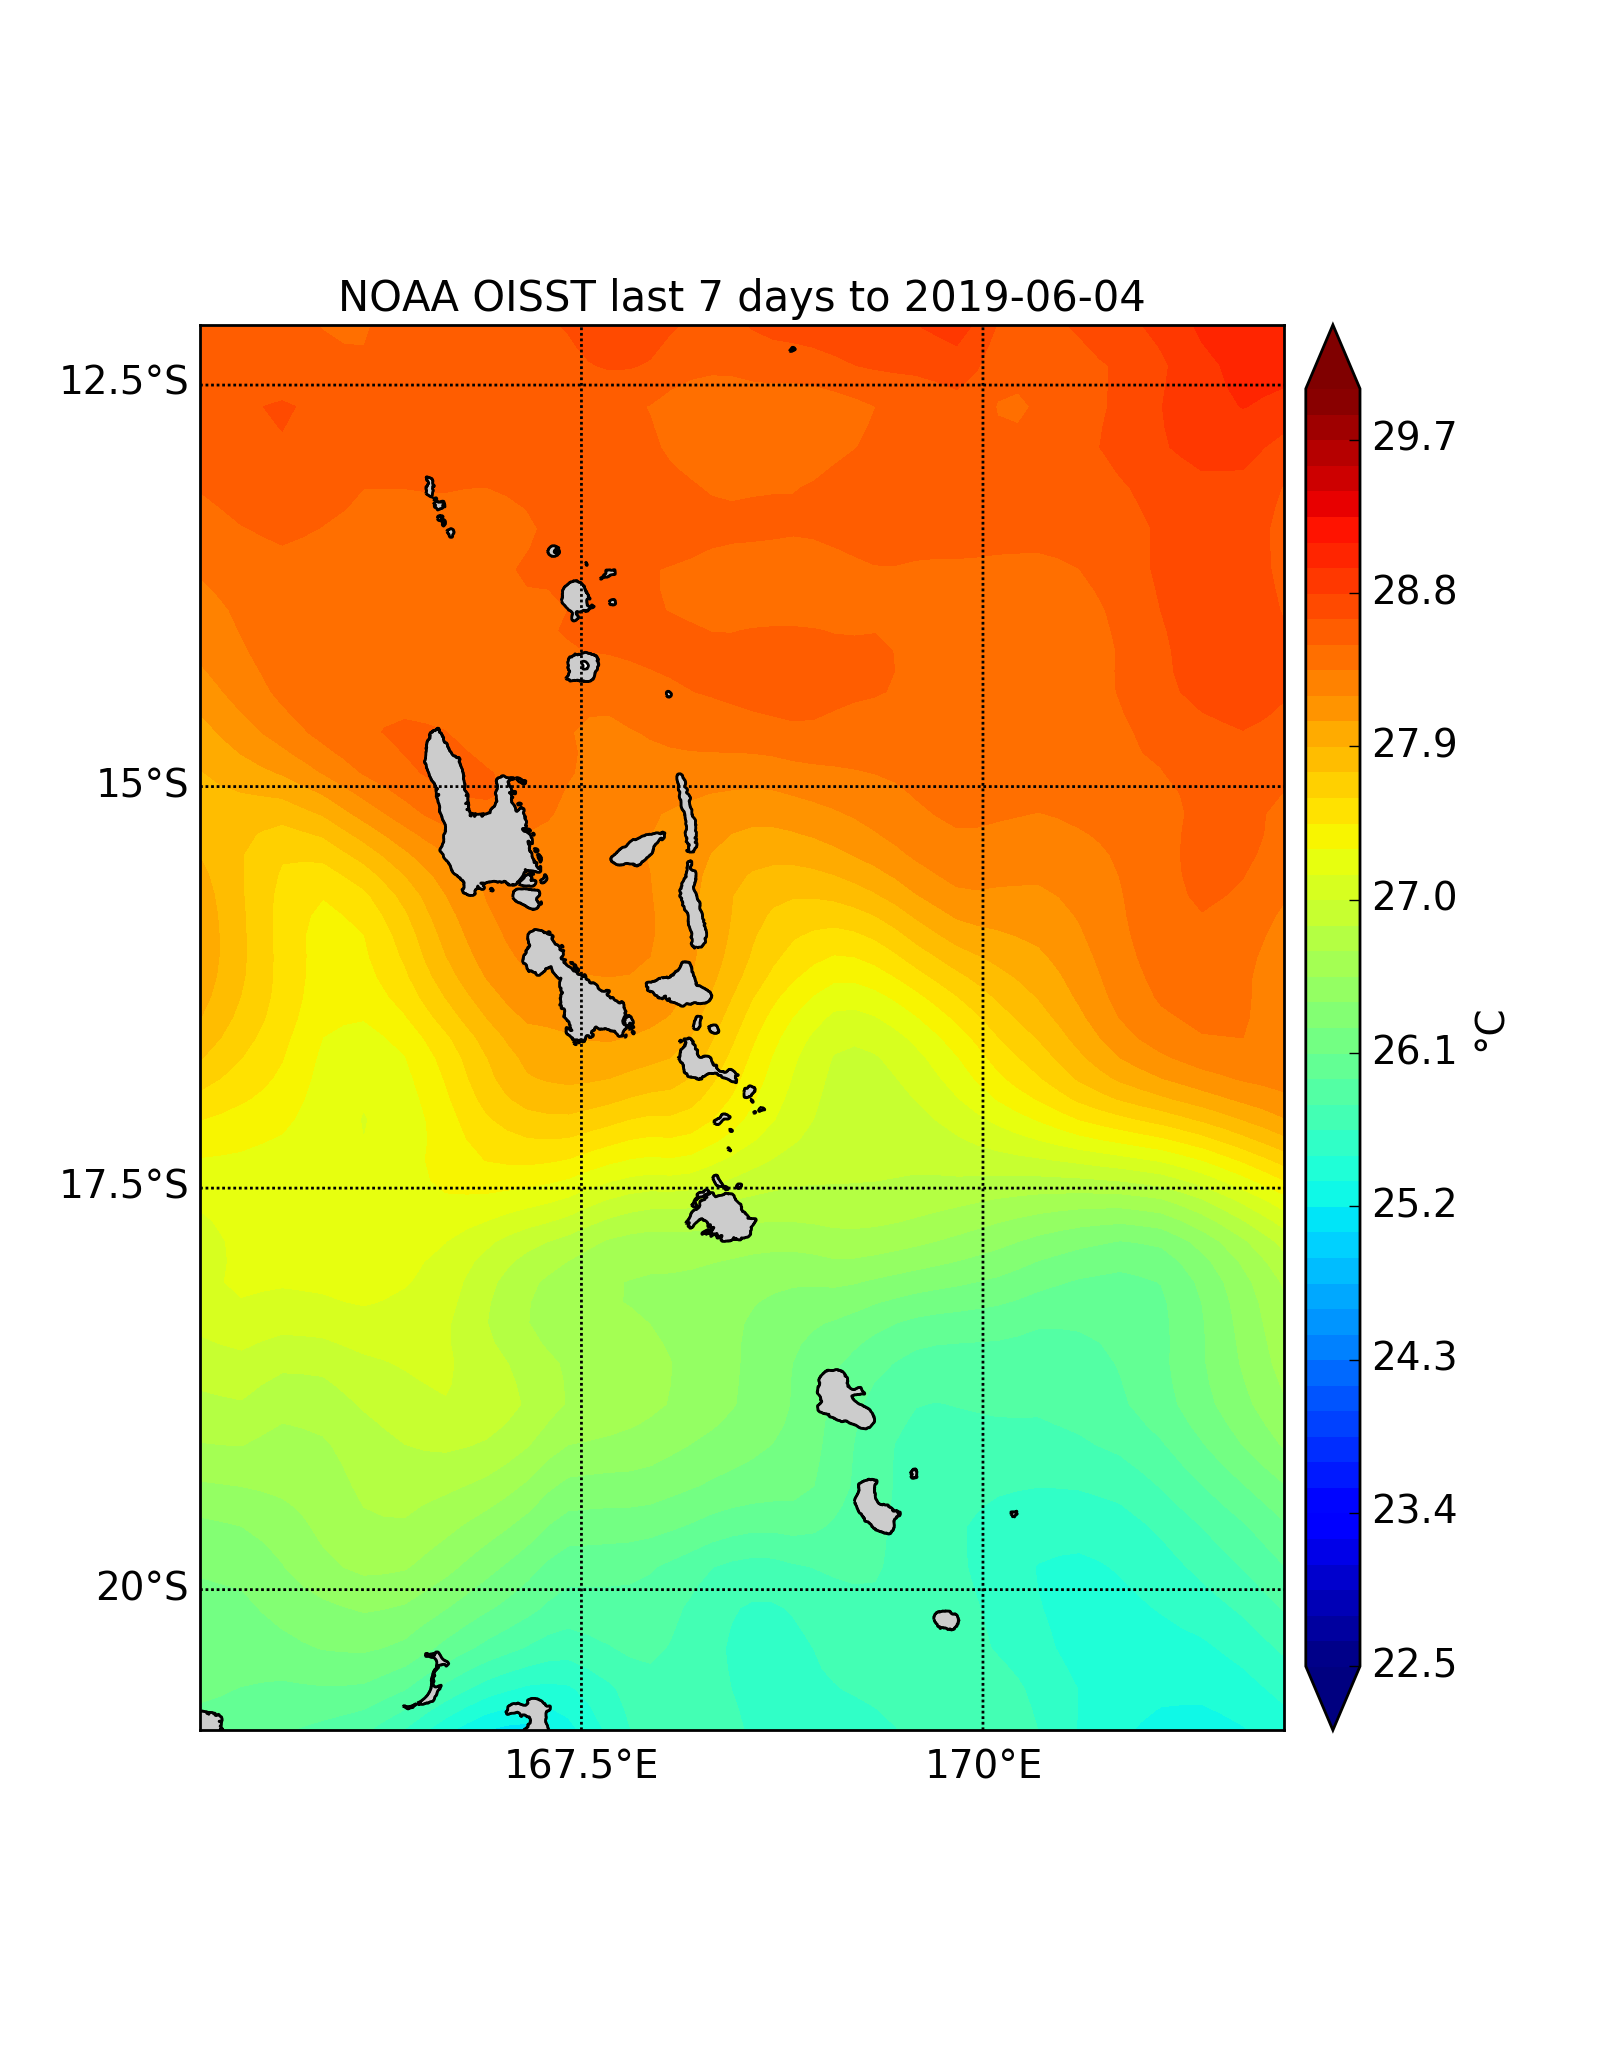 NOAA OISST last 7 days to 2019-06-04
12.5°S
15°S
17.5°S
20°S
167.5°E
170°E
29.7
28.8
27.9
27.0
26.1
25.2
24.3
23.4
22.5
°C